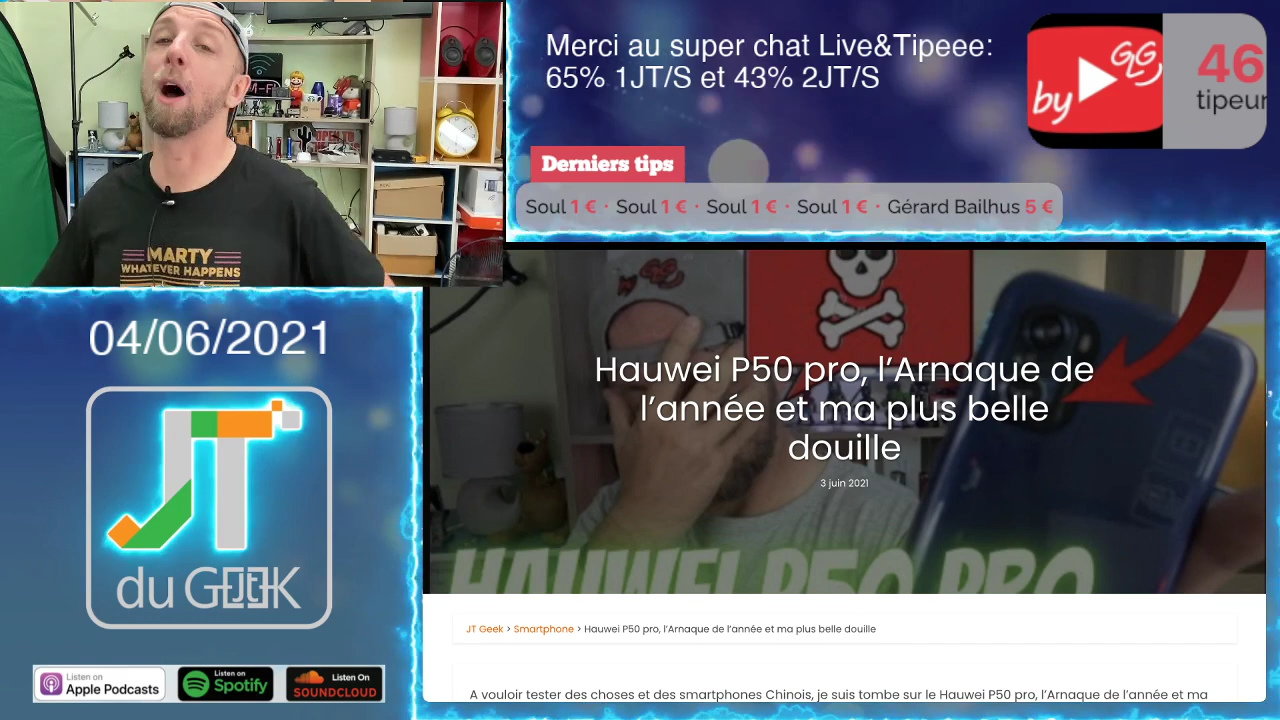 Merci au super chat Live&Tipeee:
65% 1JT/S et 43% 2JT/S
by GG
46
tipeur
Derniers tips
Soul 1 € · Soul 1 € · Soul 1 € · Soul 1 € · Gérard Bailhus 5 €
MARTY
WHATEVER HAPPENS
04/06/2021
JT
du GEEK
Listen on
Apple Podcasts
Listen on
Spotify
Listen On
SOUNDCLOUD
by GG
Hauwei P50 pro, l’Arnaque de
l’année et ma plus belle
douille
3 juin 2021
HAUWEI P50 PRO
JT Geek > Smartphone > Hauwei P50 pro, l’Arnaque de l’année et ma plus belle douille
A vouloir tester des choses et des smartphones Chinois, je suis tombe sur le Hauwei P50 pro, l’Arnaque de l’année et ma